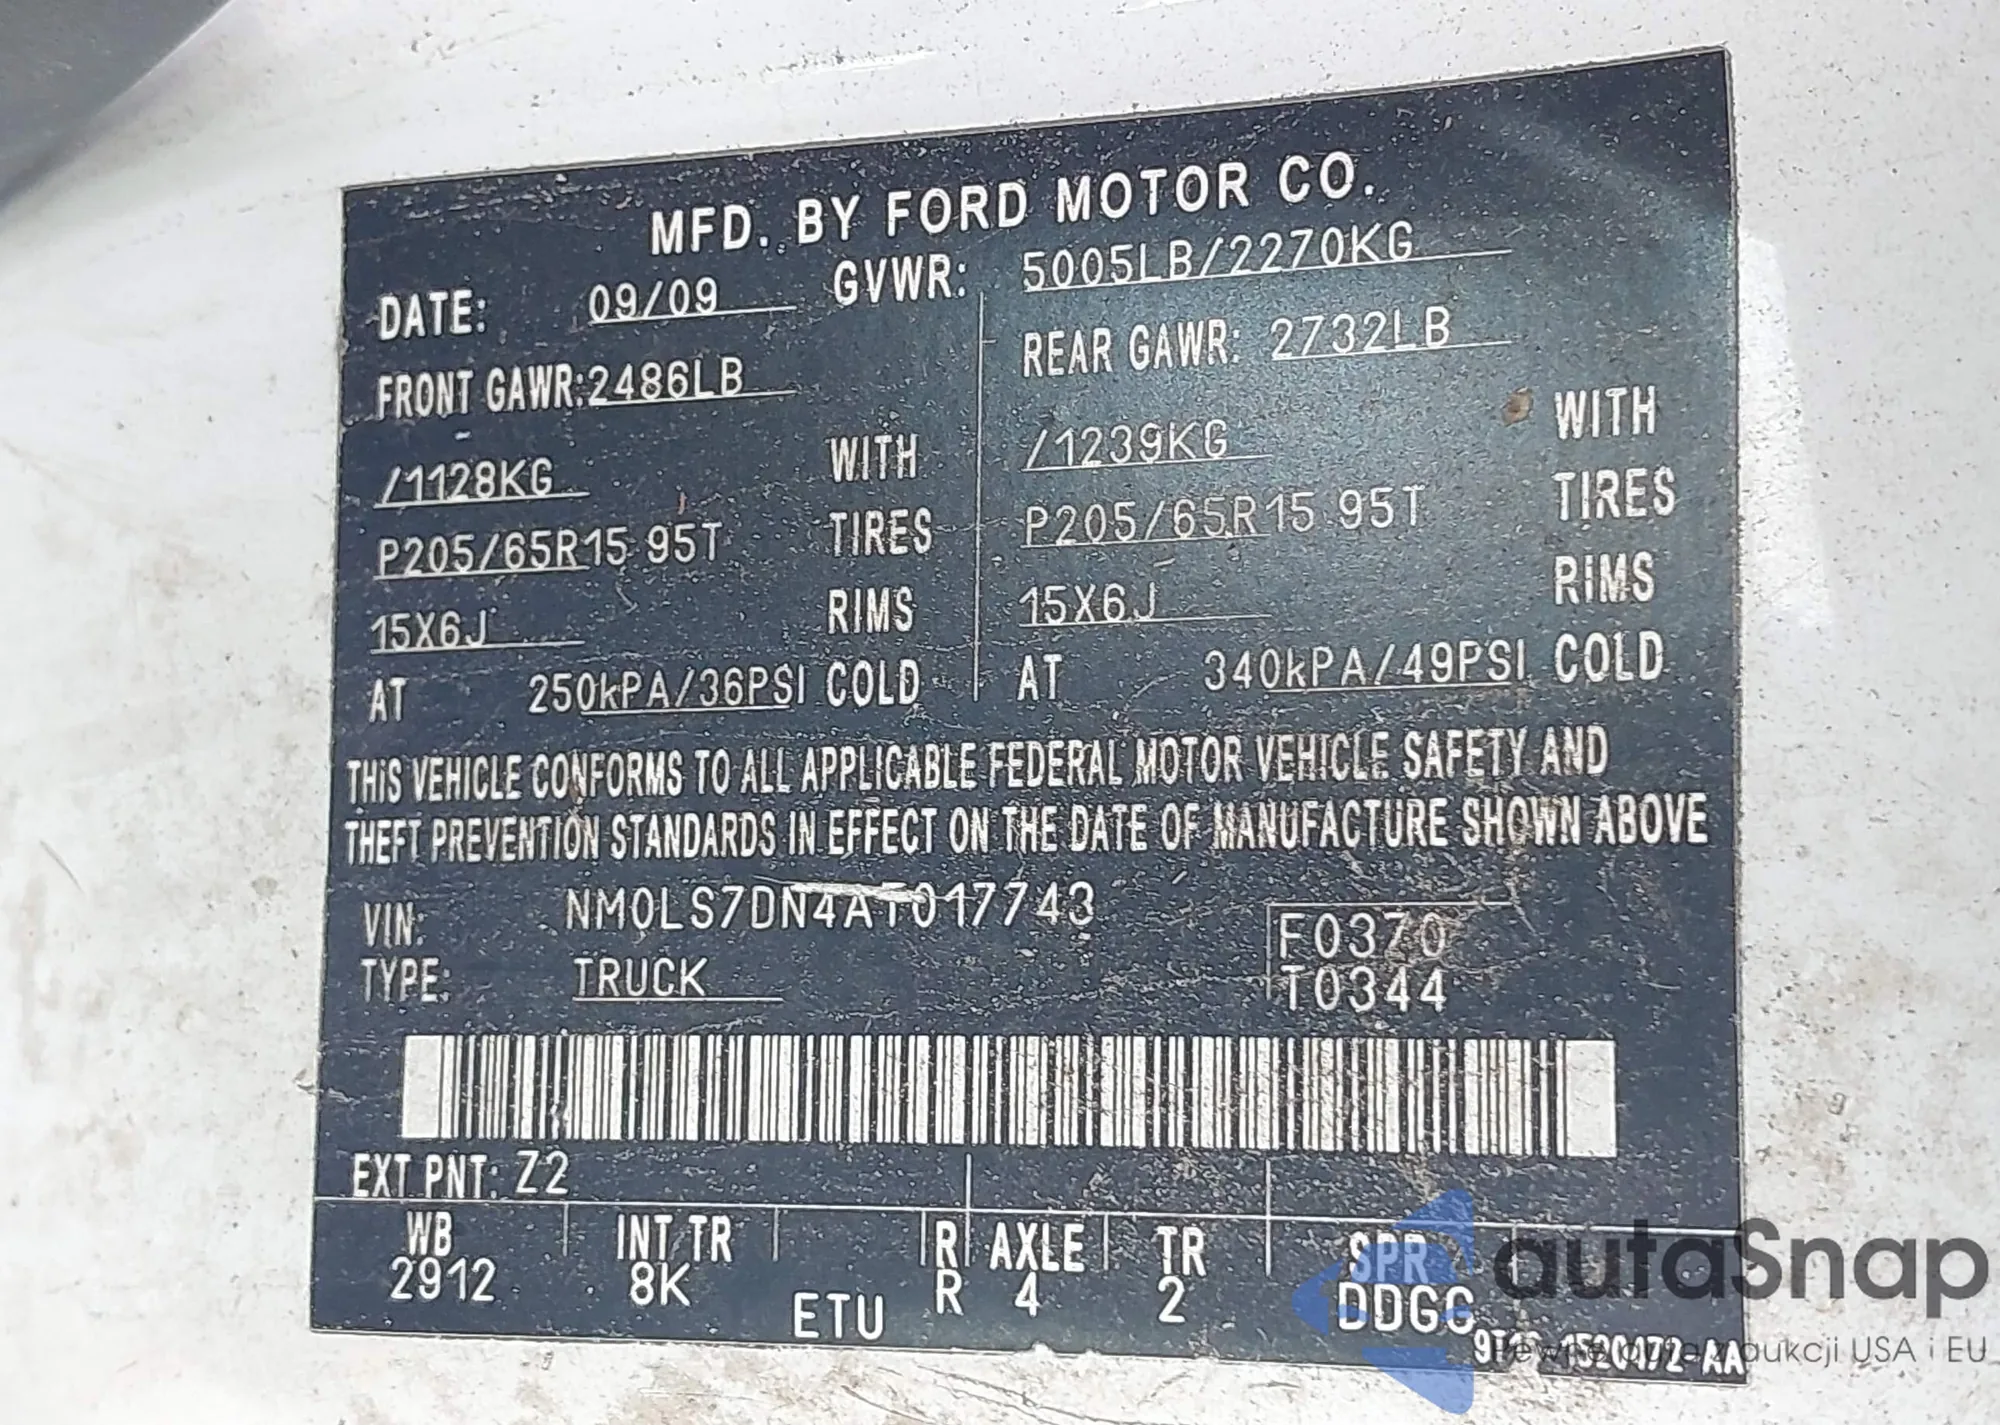 MFD. BY FORD MOTOR CO.
DATE: 09/09 GVWR: 5005LB/2270KG
FRONT GAWR:2486LB REAR GAWR: 2732LB
/1128KG WITH /1239KG WITH
P205/65R15 95T TIRES P205/65R15 95T TIRES
15X6J RIMS 15X6J RIMS
AT 250kPA/36PSI COLD AT 340kPA/49PSI COLD
THiS VEHICLE CONFORMS TO ALL APPLICABLE FEDERAL MOTOR VEHICLE SAFETY AND
THEFT PREVENTION STANDARDS IN EFFECT ON THE DATE OF MANUFACTURE SHOWN ABOVE
VIN: NM0LS7DN4AT017743
F0370
TYPE: TRUCK
T0344
EXT PNT: Z2
WB INT TR R AXLE TR SPR
2912 8K ETU R 4 2 DDGG
autaSnap
aukcji USA i EU